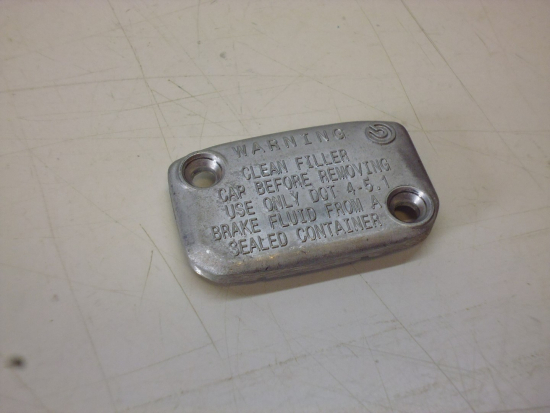 WARNING
CLEAN FILLER
CAP BEFORE REMOVING
USE ONLY DOT 4-5.1
BRAKE FLUID FROM A
SEALED CONTAINER